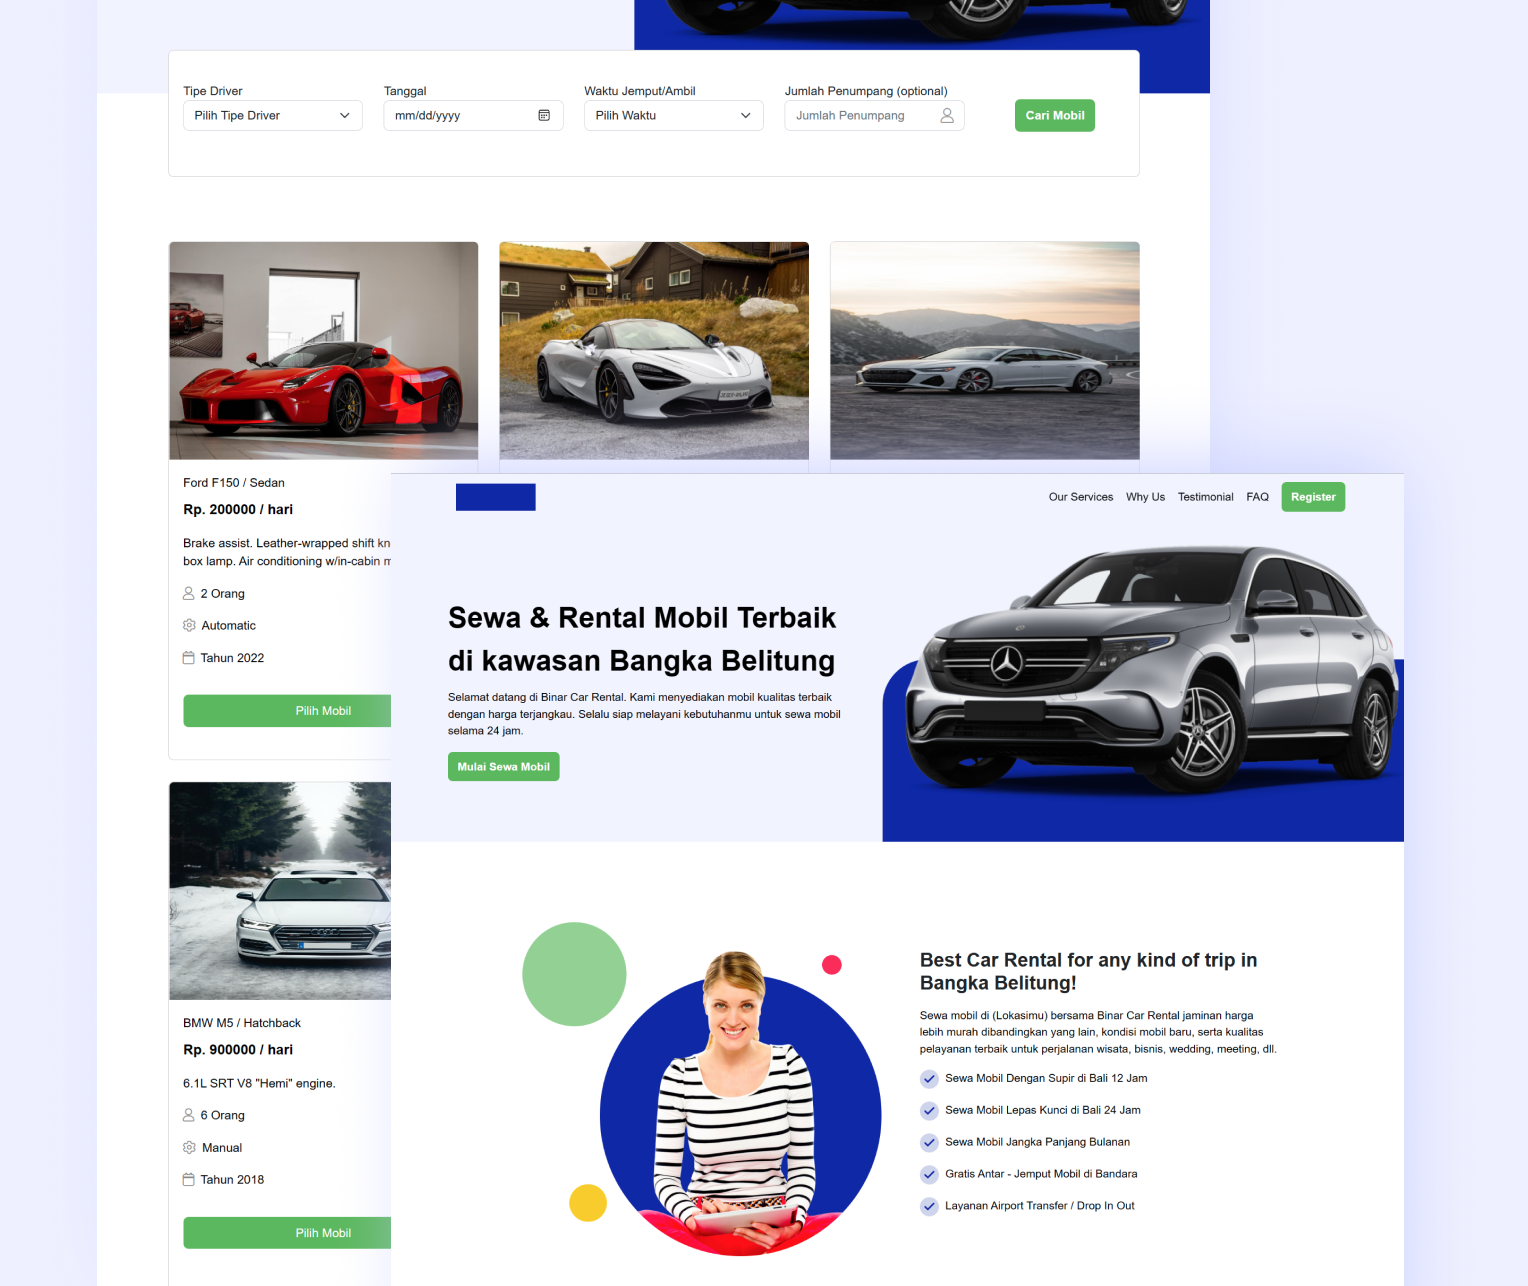 Tipe Driver
Pilih Tipe Driver
Tanggal
mm/dd/yyyy
Waktu Jemput/Ambil
Pilih Waktu
Jumlah Penumpang (optional)
Jumlah Penumpang
Cari Mobil
Ford F150 / Sedan
Rp. 200000 / hari
Brake assist. Leather-wrapped shift kn
box lamp. Air conditioning w/in-cabin m
2 Orang
Automatic
Tahun 2022
Pilih Mobil
BMW M5 / Hatchback
Rp. 900000 / hari
6.1L SRT V8 "Hemi" engine.
6 Orang
Manual
Tahun 2018
Pilih Mobil
Our Services Why Us Testimonial FAQ Register
Sewa & Rental Mobil Terbaik
di kawasan Bangka Belitung
Selamat datang di Binar Car Rental. Kami menyediakan mobil kualitas terbaik
dengan harga terjangkau. Selalu siap melayani kebutuhanmu untuk sewa mobil
selama 24 jam.
Mulai Sewa Mobil
Best Car Rental for any kind of trip in
Bangka Belitung!
Sewa mobil di (Lokasimu) bersama Binar Car Rental jaminan harga
lebih murah dibandingkan yang lain, kondisi mobil baru, serta kualitas
pelayanan terbaik untuk perjalanan wisata, bisnis, wedding, meeting, dll.
Sewa Mobil Dengan Supir di Bali 12 Jam
Sewa Mobil Lepas Kunci di Bali 24 Jam
Sewa Mobil Jangka Panjang Bulanan
Gratis Antar - Jemput Mobil di Bandara
Layanan Airport Transfer / Drop In Out